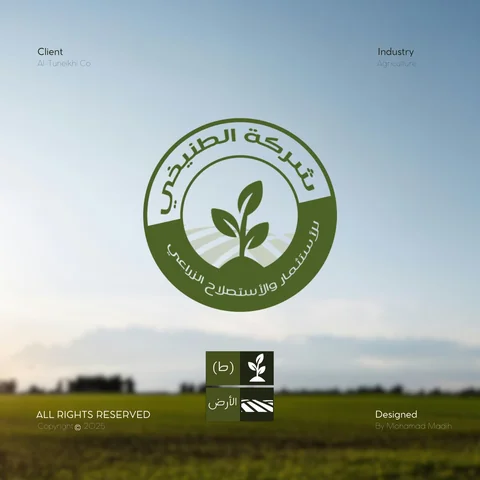 Client
Al Tuneikhi Co.
Industry
Agriculture
شركة الطنيخي
للاستثمار والأستصلاح الزراعي
(ط)
الأرض
ALL RIGHTS RESERVED
Copyright © 2025
Designed
By Mohamad Madih